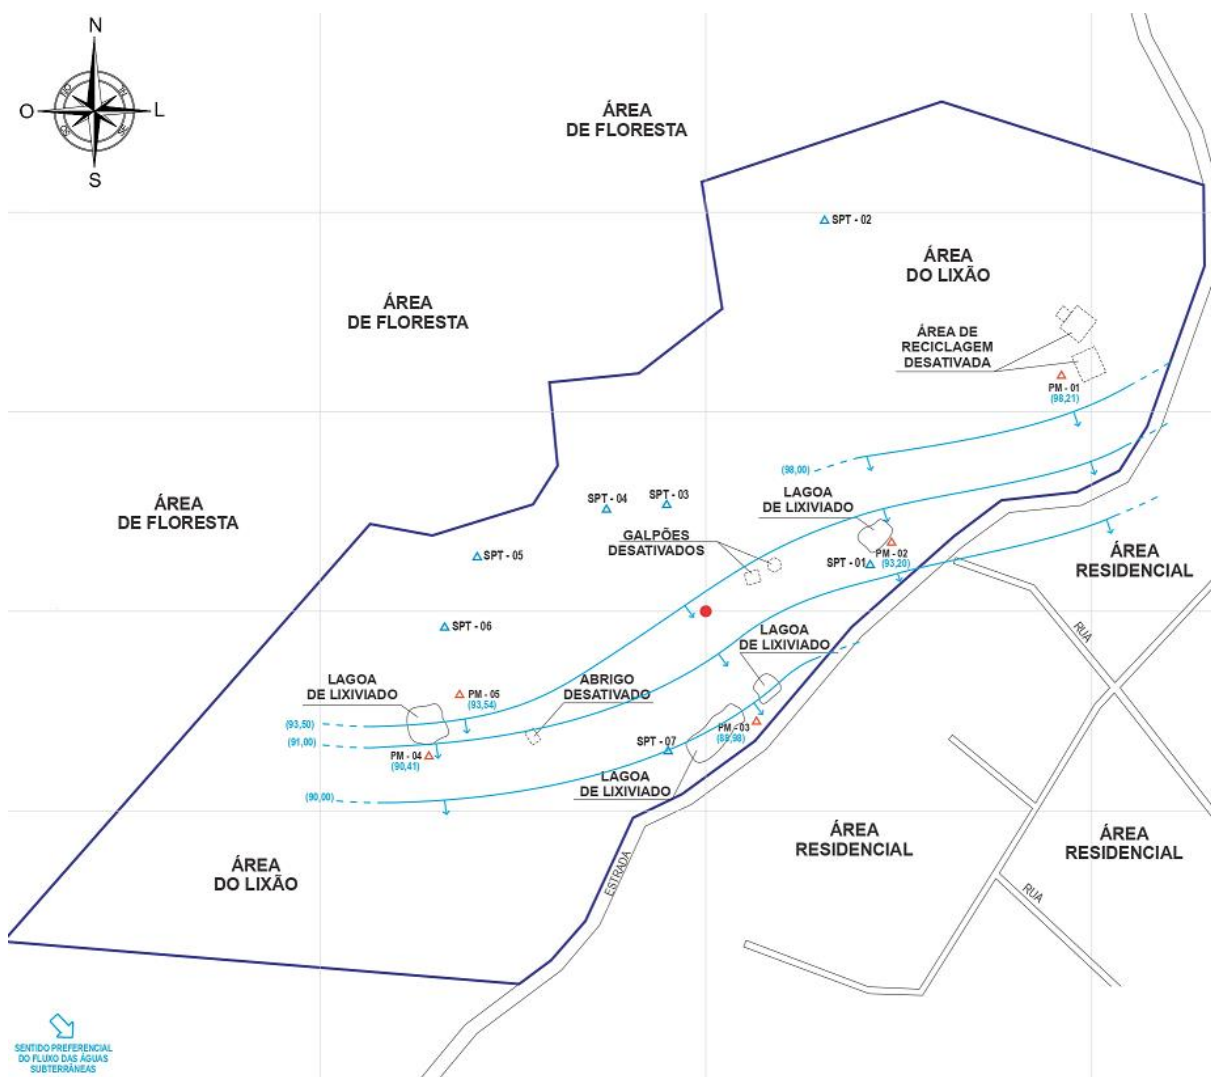 N
NO
NE
O
L
SO
SE
S
ÁREA
DE FLORESTA
SPT - 02
ÁREA
DO LIXÃO
ÁREA
DE FLORESTA
ÁREA DE
RECICLAGEM
DESATIVADA
PM - 01
(98,21)
(98,00)
SPT - 04
SPT - 03
LAGOA
DE LIXIVIADO
ÁREA
DE FLORESTA
GALPÕES
DESATIVADOS
SPT - 05
SPT - 01
PM - 02
(93,20)
ÁREA
RESIDENCIAL
SPT - 06
RUA
LAGOA
DE LIXIVIADO
LAGOA
DE LIXIVIADO
ABRIGO
DESATIVADO
PM - 05
(93,54)
(93,50)
(91,00)
PM - 04
(90,41)
SPT - 07
PM - 03
LAGOA
DE LIXIVIADO
(90,00)
ÁREA
RESIDENCIAL
ÁREA
RESIDENCIAL
ÁREA
DO LIXÃO
ESTRADA
RUA
SENTIDO PREFERENCIAL
DO FLUXO DAS ÁGUAS
SUBTERRÂNEAS